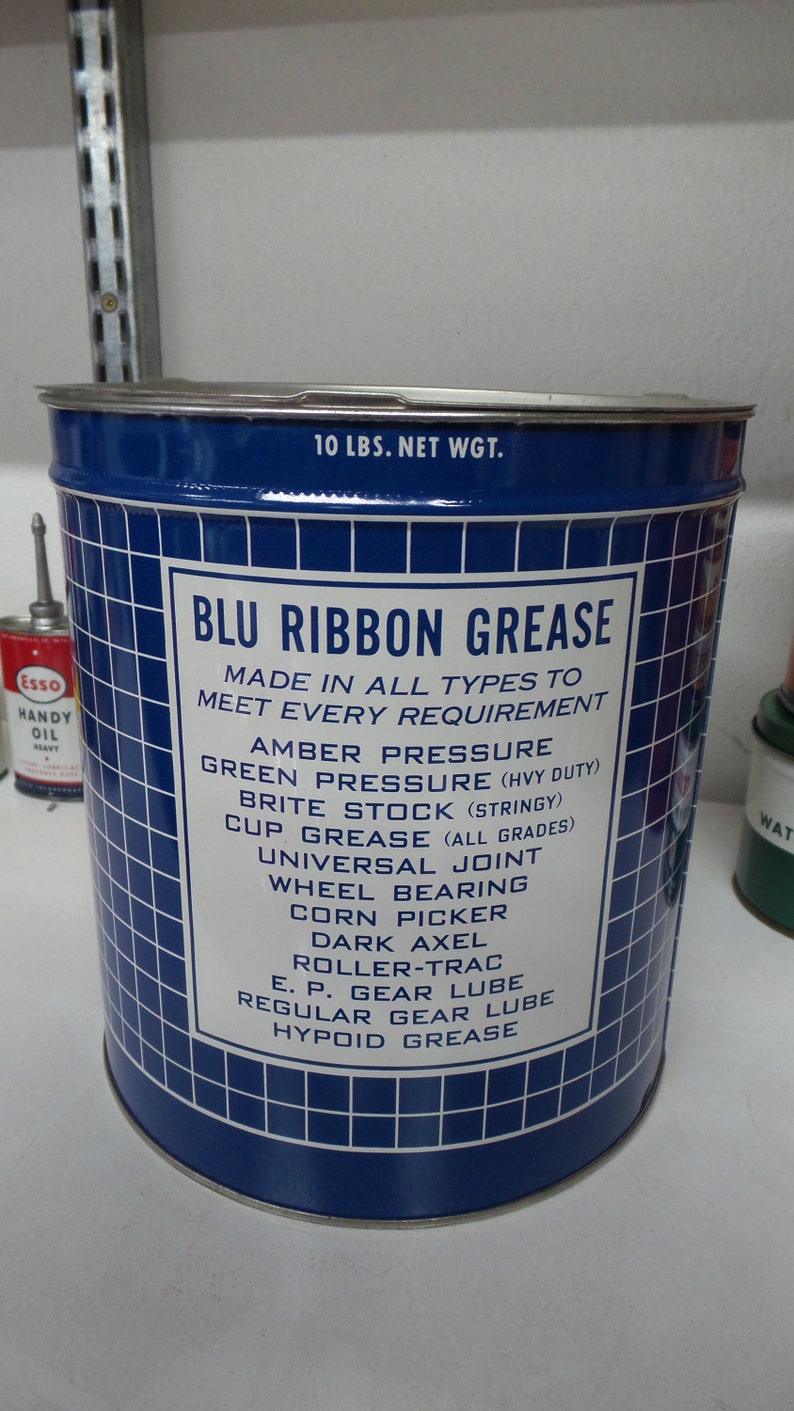 10 LBS. NET WGT.
BLU RIBBON GREASE
MADE IN ALL TYPES TO
MEET EVERY REQUIREMENT
AMBER PRESSURE
GREEN PRESSURE (HVY DUTY)
BRITE STOCK (STRINGY)
CUP GREASE (ALL GRADES)
UNIVERSAL JOINT
WHEEL BEARING
CORN PICKER
DARK AXEL
ROLLER-TRAC
E. P. GEAR LUBE
REGULAR GEAR LUBE
HYPOID GREASE
Esso
HANDY
OIL
HEAVY
WAT